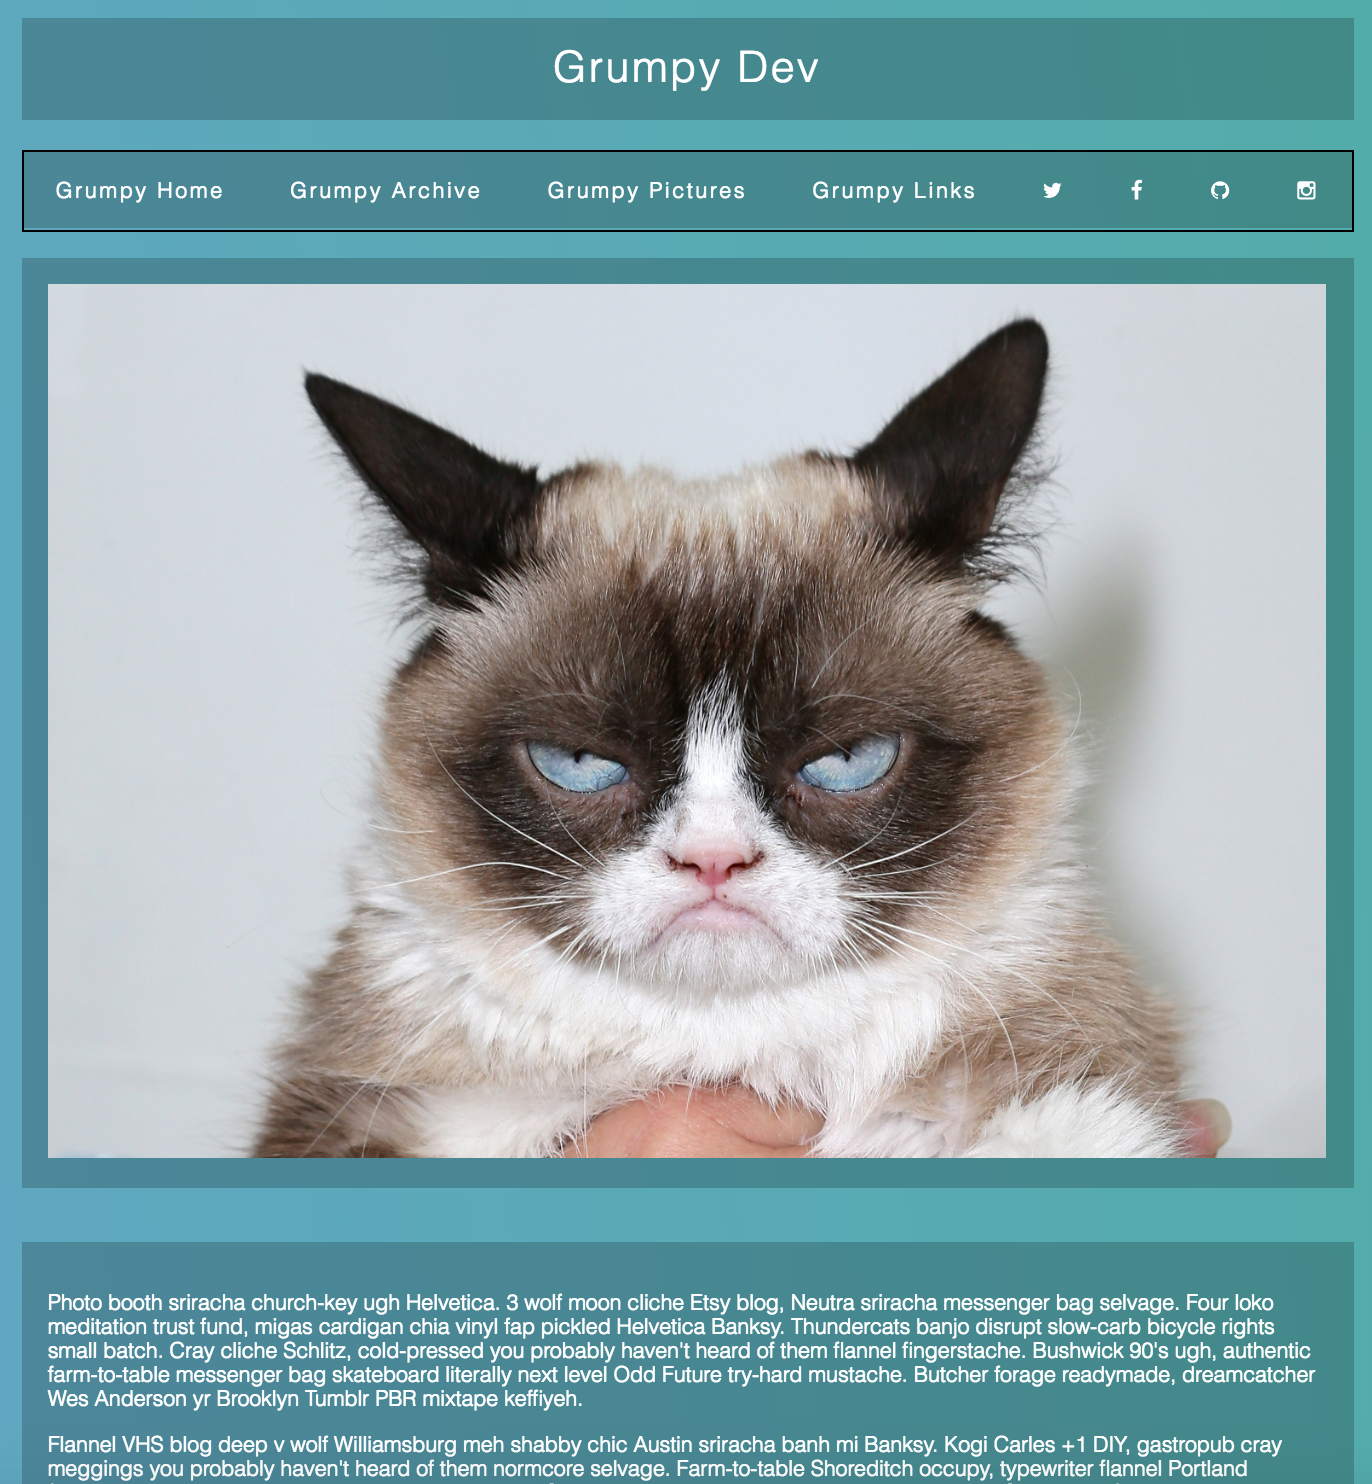 Grumpy Dev
Grumpy Home Grumpy Archive Grumpy Pictures Grumpy Links
Photo booth sriracha church-key ugh Helvetica. 3 wolf moon cliche Etsy blog, Neutra sriracha messenger bag selvage. Four loko
meditation trust fund, migas cardigan chia vinyl fap pickled Helvetica Banksy. Thundercats banjo disrupt slow-carb bicycle rights
small batch. Cray cliche Schlitz, cold-pressed you probably haven't heard of them flannel fingerstache. Bushwick 90's ugh, authentic
farm-to-table messenger bag skateboard literally next level Odd Future try-hard mustache. Butcher forage readymade, dreamcatcher
Wes Anderson yr Brooklyn Tumblr PBR mixtape keffiyeh.
Flannel VHS blog deep v wolf Williamsburg meh shabby chic Austin sriracha banh mi Banksy. Kogi Carles +1 DIY, gastropub cray
meggings you probably haven't heard of them normcore selvage. Farm-to-table Shoreditch occupy, typewriter flannel Portland